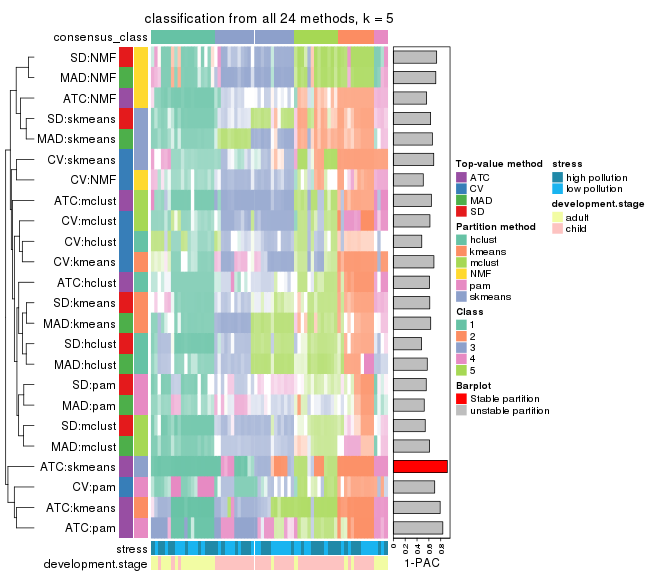 classification from all 24 methods, k = 5
consensus_class
SD:NMF
MAD:NMF
ATC:NMF
SD:skmeans
MAD:skmeans
CV:skmeans
CV:NMF
ATC:mclust
CV:mclust
CV:hclust
CV:kmeans
ATC:hclust
SD:kmeans
MAD:kmeans
SD:hclust
MAD:hclust
SD:pam
MAD:pam
SD:mclust
MAD:mclust
ATC:skmeans
CV:pam
ATC:kmeans
ATC:pam
stress
development.stage
0
0.2
0.4
0.6
0.8
1-PAC
Top-value method
ATC
CV
MAD
SD
Partition method
hclust
kmeans
mclust
NMF
pam
skmeans
Class
1
2
3
4
5
Barplot
Stable partition
unstable partition
stress
high pollution
low pollution
development.stage
adult
child